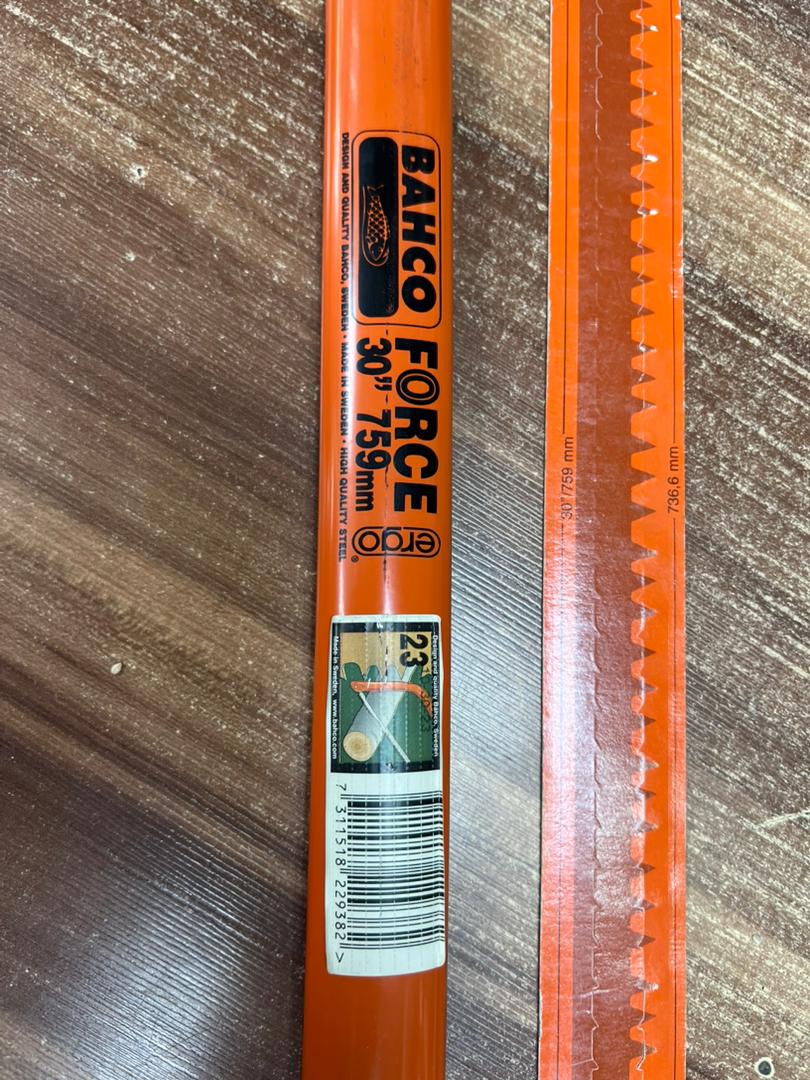 BAHCO
DESIGN AND QUALITY BAHCO, SWEDEN • MADE IN SWEDEN • HIGH QUALITY STEEL
FORCE
30" 759mm
ergo®
Design and quality Bahco, Sweden
23
Made in Sweden, www.bahco.com
7 311518 229382 >
30"/759 mm
736,6 mm